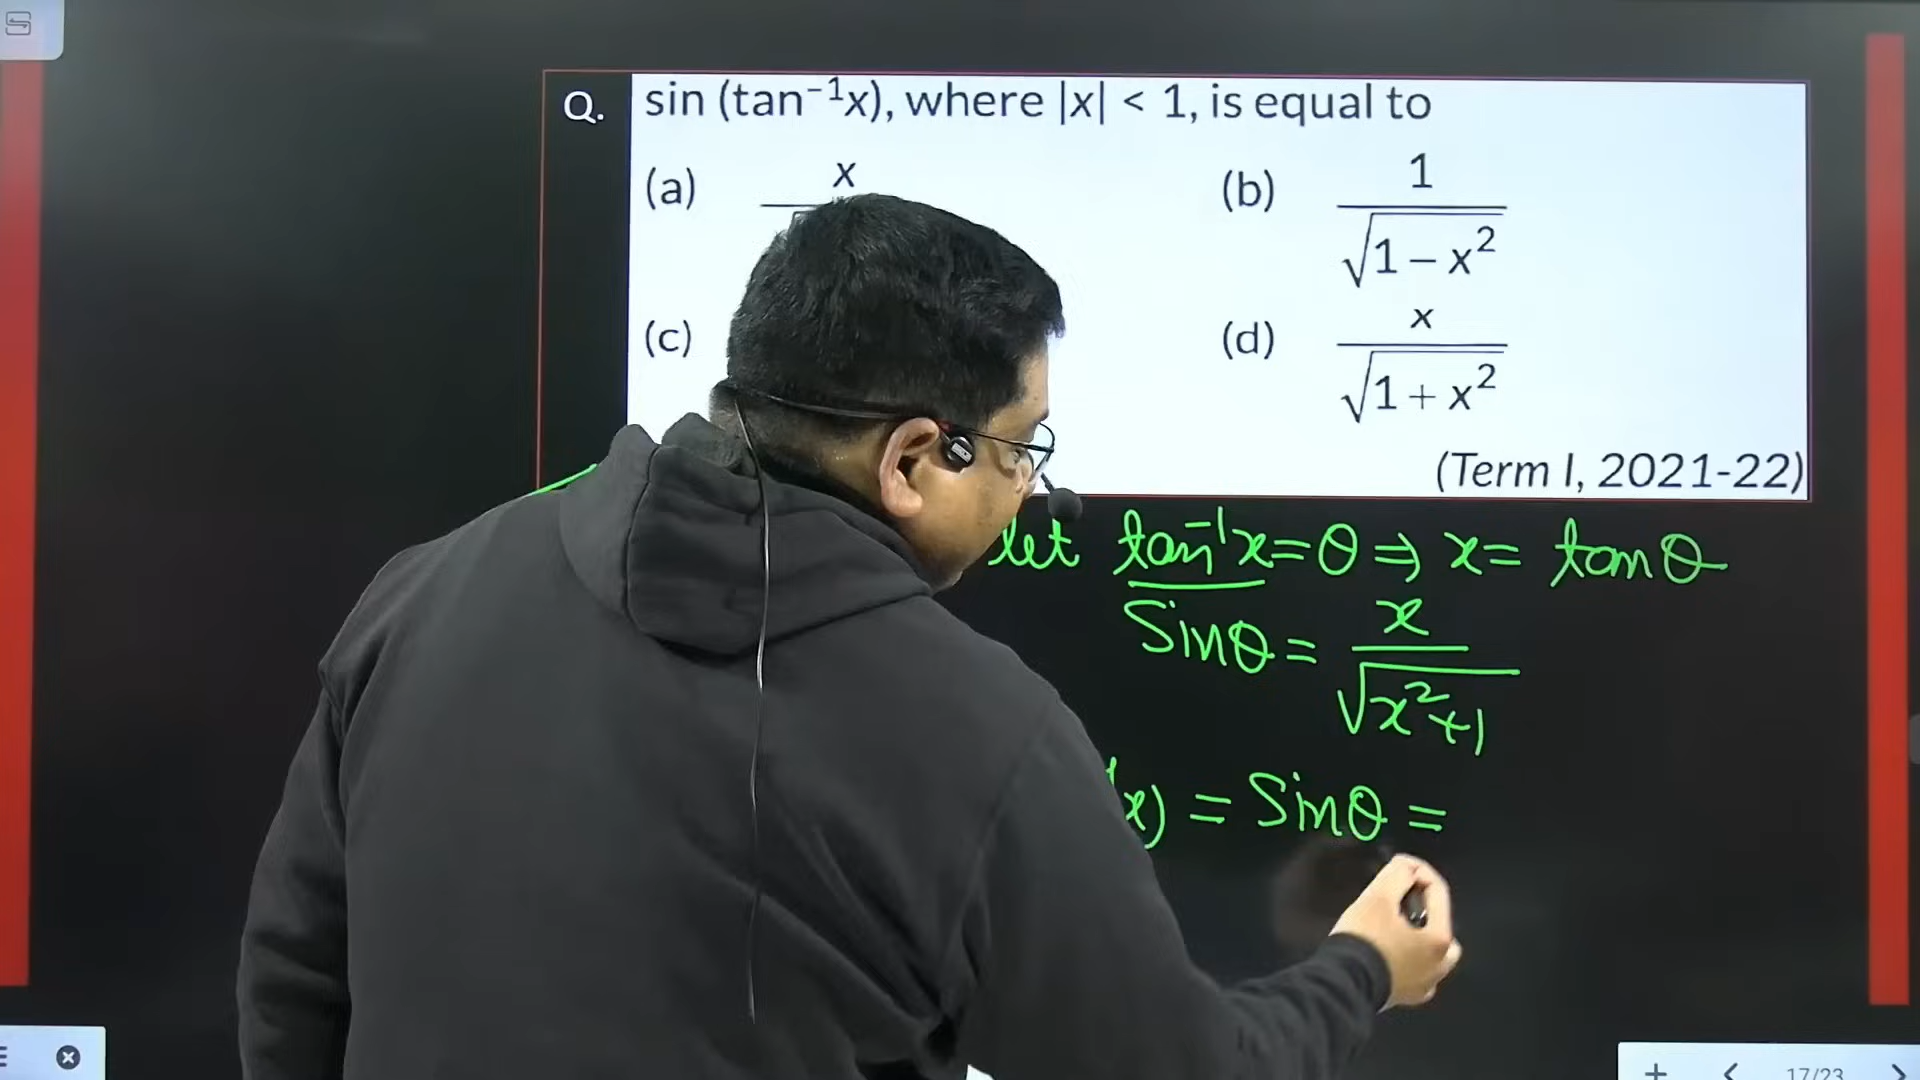 Q. sin (tan⁻¹x), where |x| < 1, is equal to
(a) x
(b) 1/√(1 − x²)
(c)
(d) x/√(1 + x²)
(Term I, 2021-22)
let tan⁻¹x = θ ⇒ x = tanθ
Sinθ = x/√(x²+1)
x) = Sinθ =
17/23